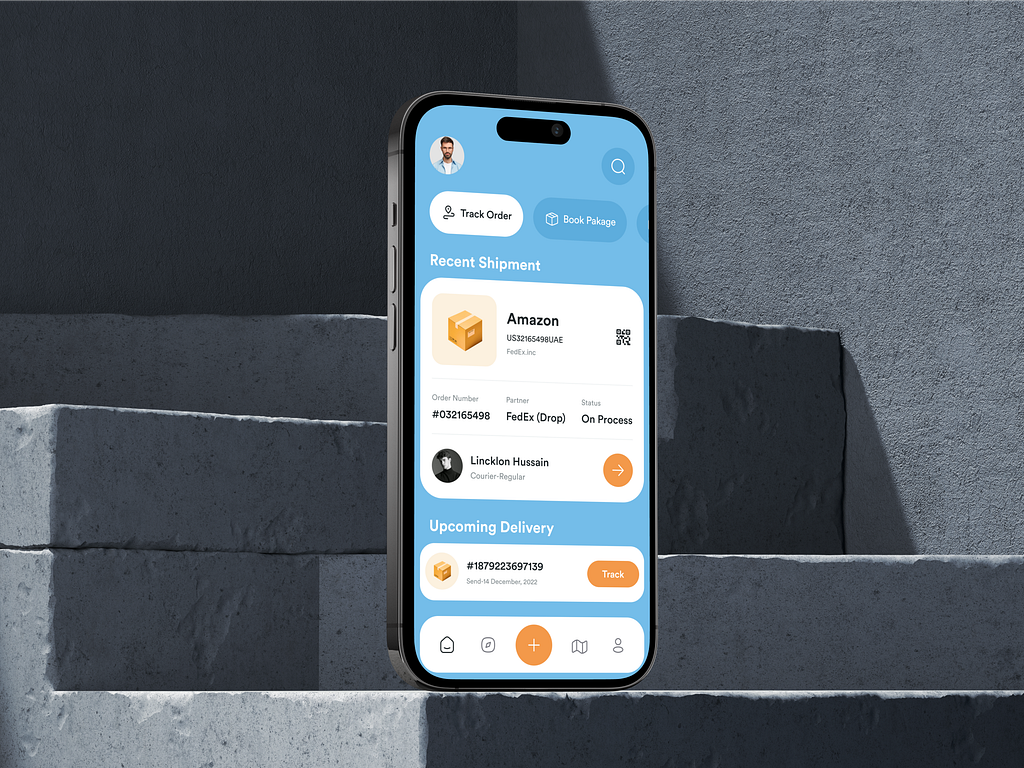 Track Order
Book Pakage
Recent Shipment
Amazon
US32165498UAE
FedEx.inc
Order Number
Partner
Status
#032165498
FedEx (Drop)
On Process
Lincklon Hussain
Courier-Regular
Upcoming Delivery
#1879223697139
Send-14 December, 2022
Track